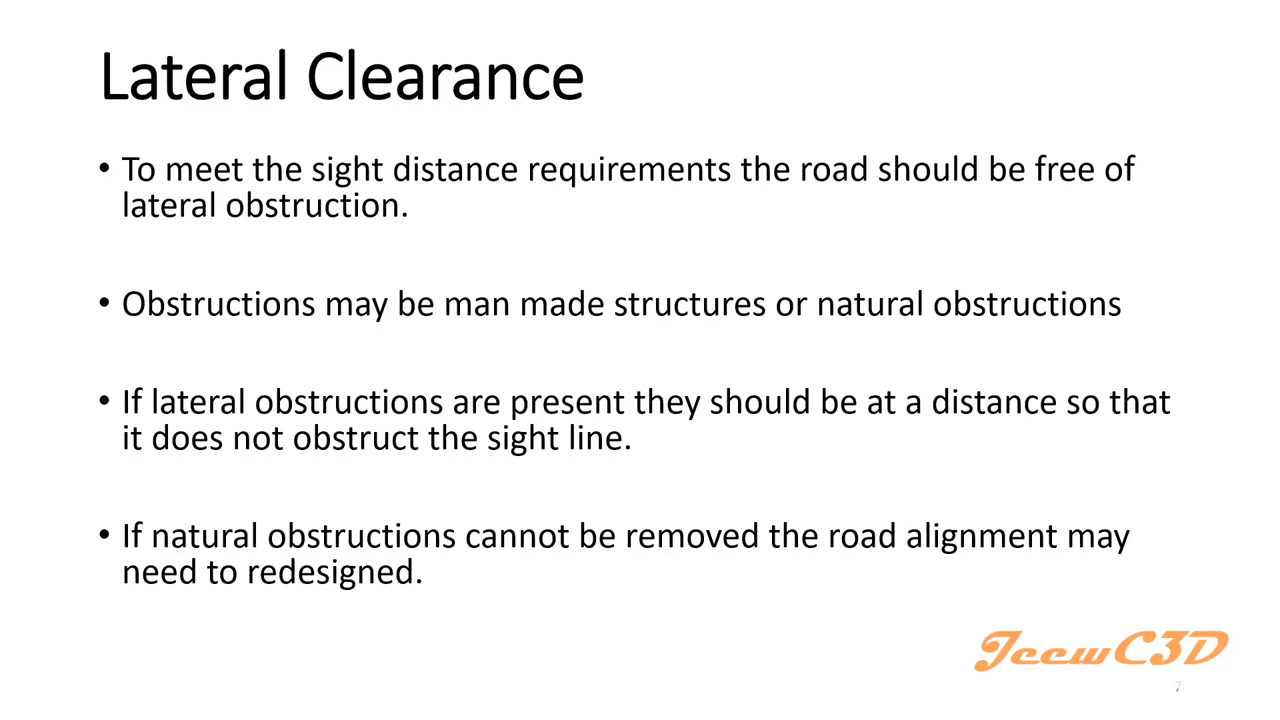 Lateral Clearance
• To meet the sight distance requirements the road should be free of
lateral obstruction.
• Obstructions may be man made structures or natural obstructions
• If lateral obstructions are present they should be at a distance so that
it does not obstruct the sight line.
• If natural obstructions cannot be removed the road alignment may
need to redesigned.
JeewC3D
7